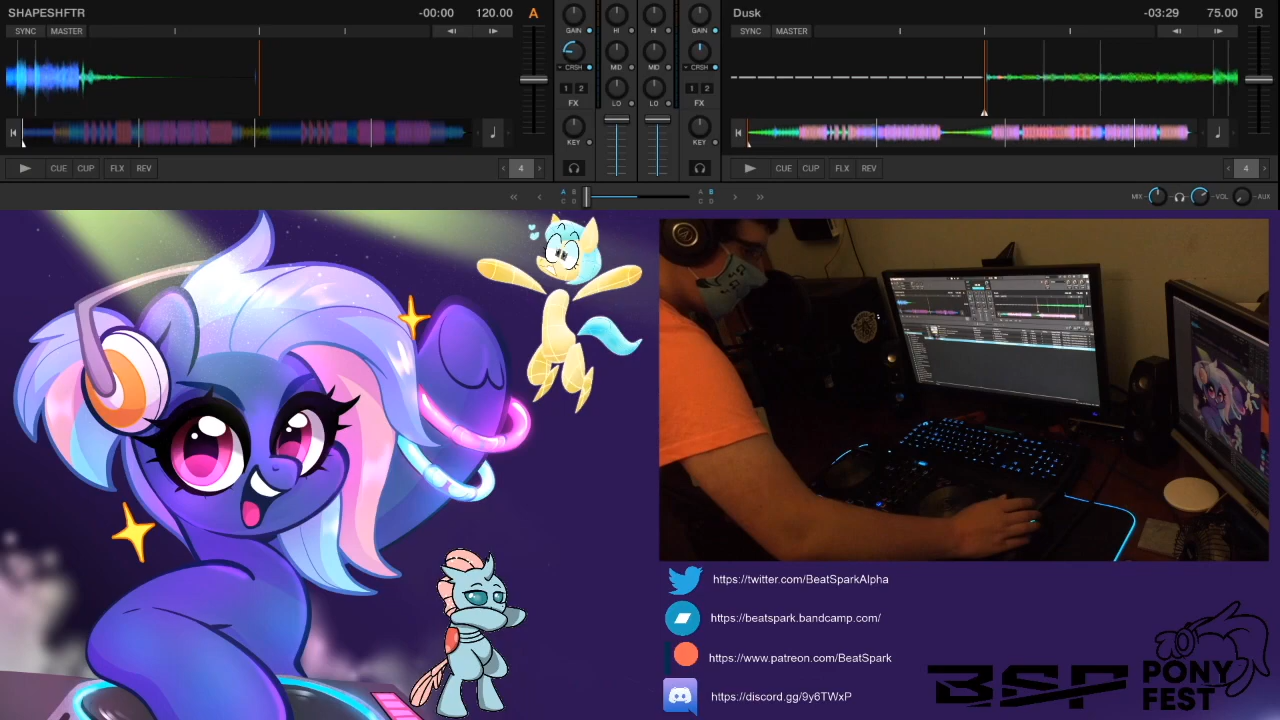 SHAPESHFTR -00:00 120.00 A
SYNC MASTER
GAIN HI HI GAIN
CRSH MID MID CRSH
1 2 1 2
FX LO LO FX
KEY KEY
CUE CUP FLX REV 4
Dusk -03:29 75.00 B
SYNC MASTER
CUE CUP FLX REV 4
A B A B
C D C D
MIX VOL AUX
https://twitter.com/BeatSparkAlpha
https://beatspark.bandcamp.com/
https://www.patreon.com/BeatSpark
https://discord.gg/9y6TWxP
BSP PONY
FEST